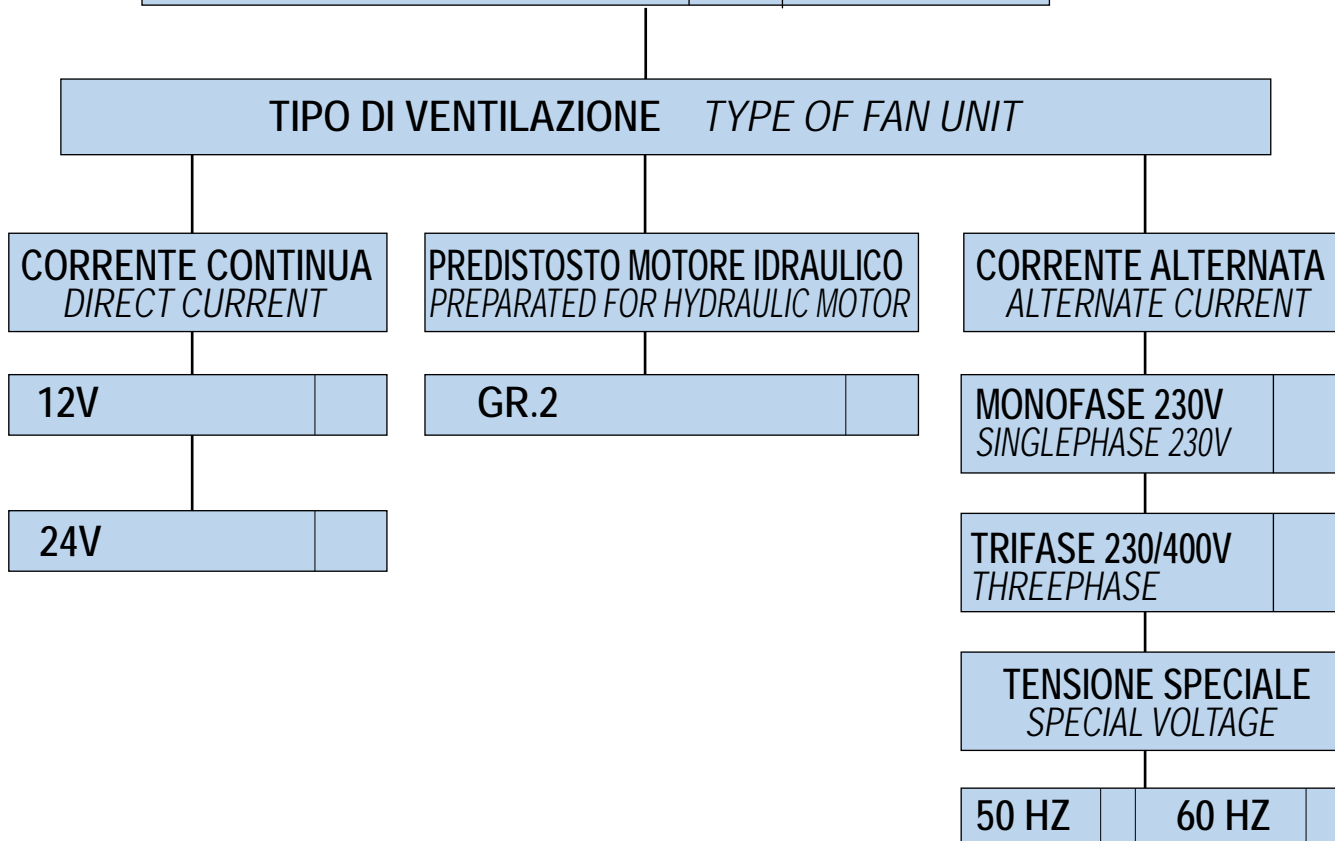 TIPO DI VENTILAZIONE TYPE OF FAN UNIT
CORRENTE CONTINUA
DIRECT CURRENT
12V
24V
PREDISTOSTO MOTORE IDRAULICO
PREPARATED FOR HYDRAULIC MOTOR
GR.2
CORRENTE ALTERNATA
ALTERNATE CURRENT
MONOFASE 230V
SINGLEPHASE 230V
TRIFASE 230/400V
THREEPHASE
TENSIONE SPECIALE
SPECIAL VOLTAGE
50 HZ 60 HZ